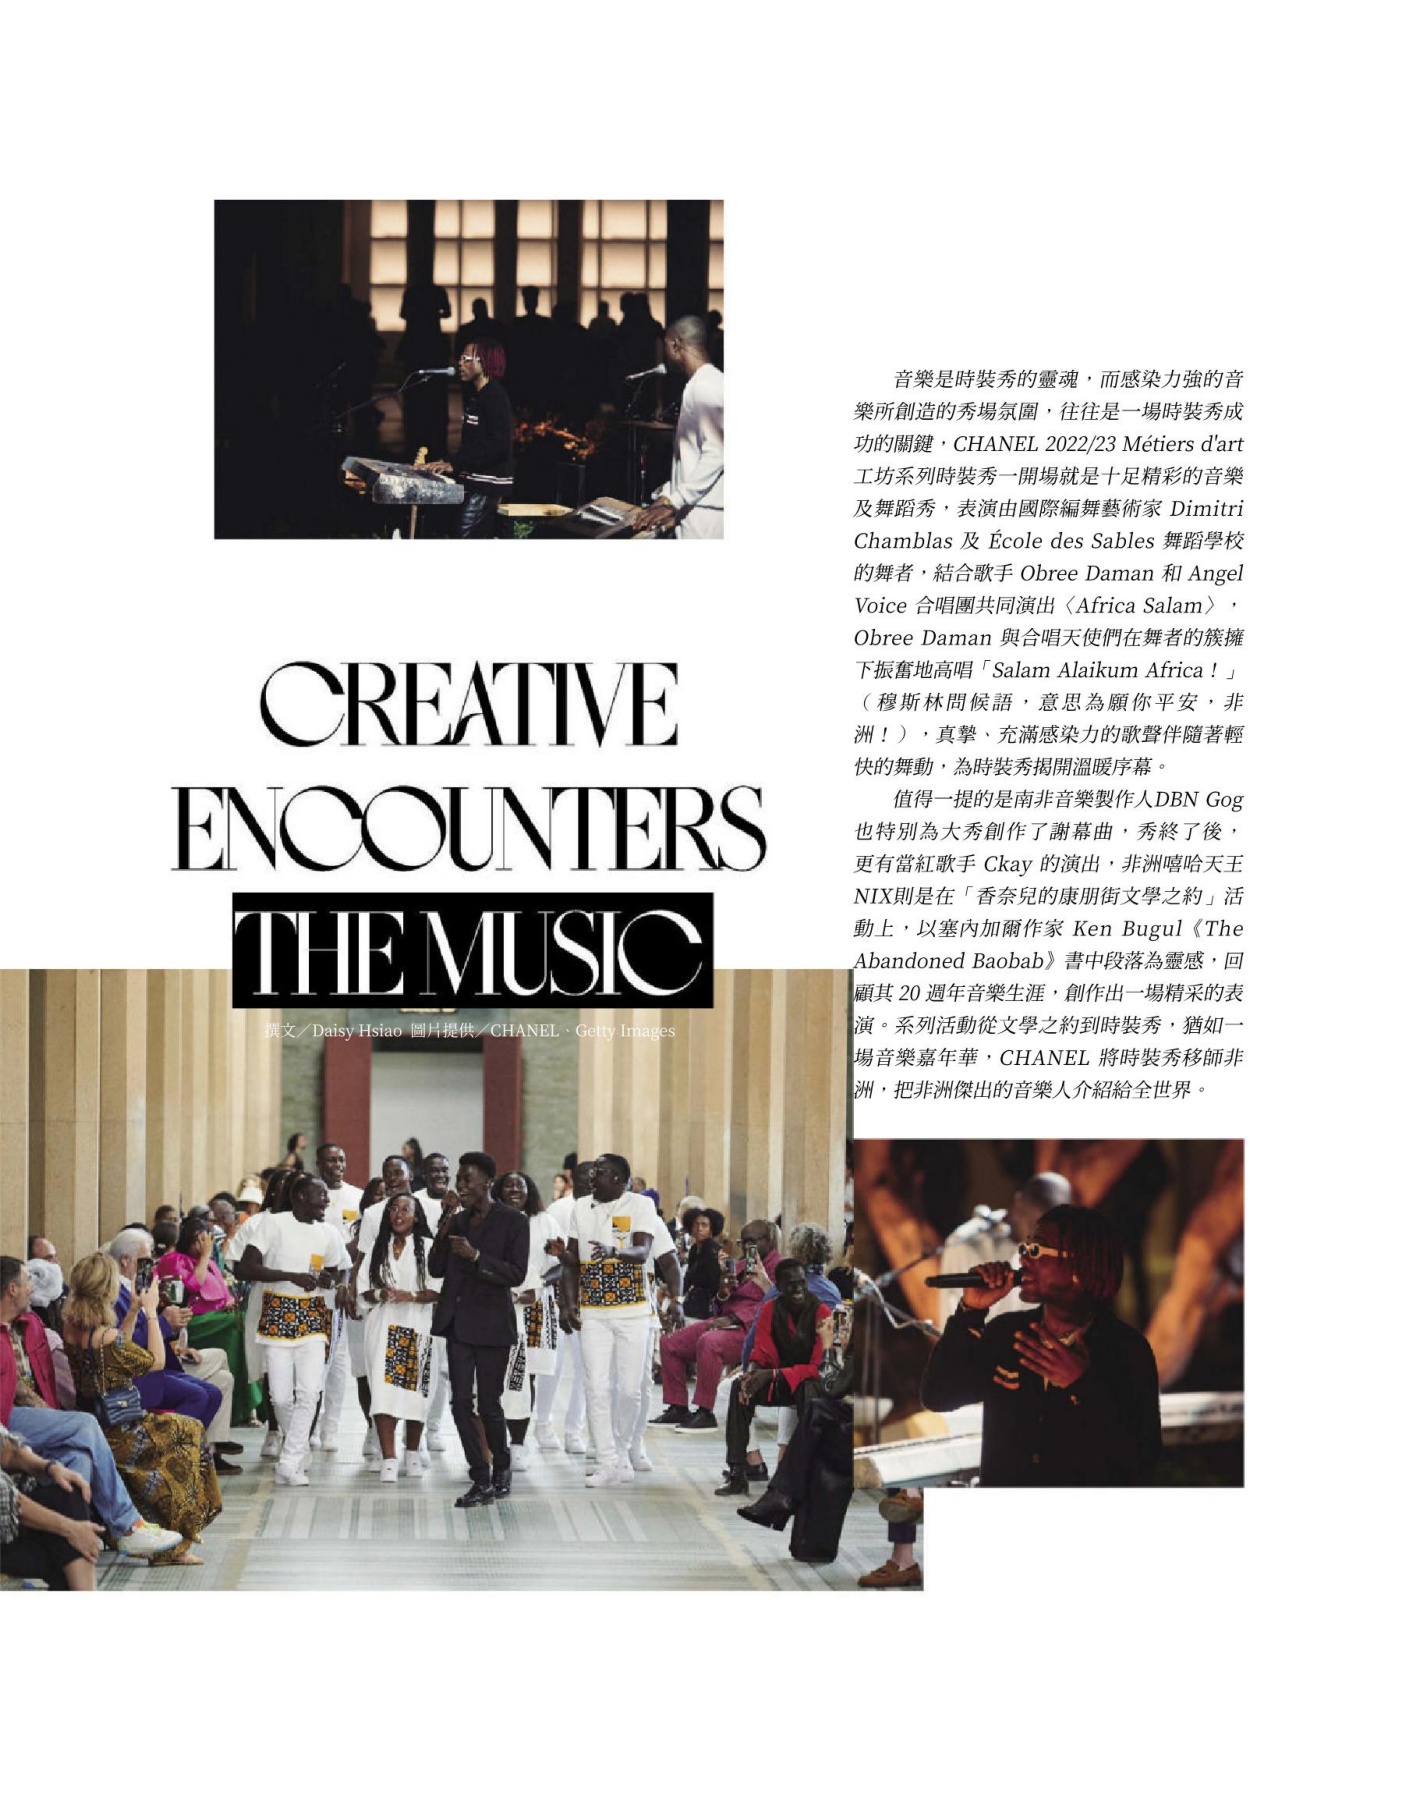 CREATIVE
ENCOUNTERS
THE MUSIC
撰文／Daisy Hsiao 圖片提供／CHANEL、Getty Images
音樂是時裝秀的靈魂，而感染力強的音
樂所創造的秀場氛圍，往往是一場時裝秀成
功的關鍵，CHANEL 2022/23 Métiers d'art
工坊系列時裝秀一開場就是十足精彩的音樂
及舞蹈秀，表演由國際編舞藝術家 Dimitri
Chamblas 及 École des Sables 舞蹈學校
的舞者，結合歌手 Obree Daman 和 Angel
Voice 合唱團共同演出〈Africa Salam〉，
Obree Daman 與合唱天使們在舞者的簇擁
下振奮地高唱「Salam Alaikum Africa！」
（穆斯林問候語，意思為願你平安，非
洲！），真摯、充滿感染力的歌聲伴隨著輕
快的舞動，為時裝秀揭開溫暖序幕。
值得一提的是南非音樂製作人DBN Gog
也特別為大秀創作了謝幕曲，秀終了後，
更有當紅歌手 Ckay 的演出，非洲嘻哈天王
NIX則是在「香奈兒的康朋街文學之約」活
動上，以塞內加爾作家 Ken Bugul《The
Abandoned Baobab》書中段落為靈感，回
顧其 20 週年音樂生涯，創作出一場精采的表
演。系列活動從文學之約到時裝秀，猶如一
場音樂嘉年華，CHANEL 將時裝秀移師非
洲，把非洲傑出的音樂人介紹給全世界。